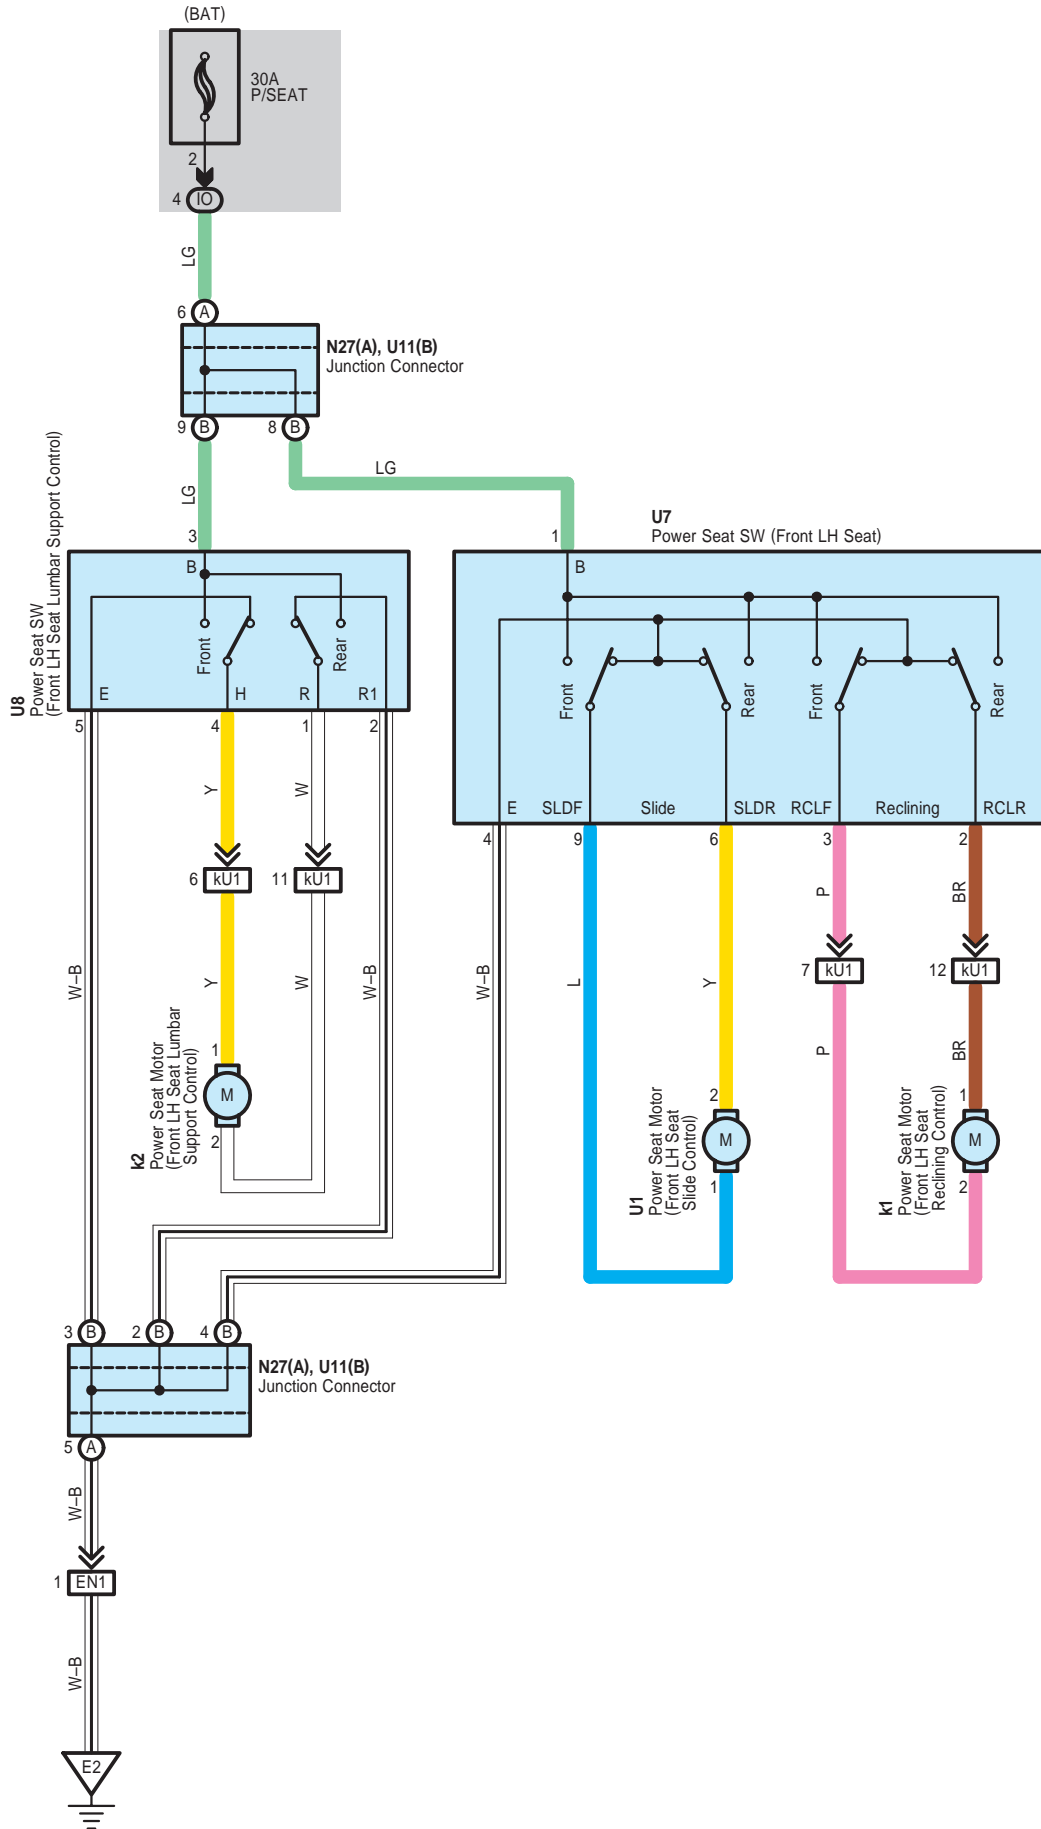 (BAT)
30A
P/SEAT
2
4 IO
LG
6 A
N27(A), U11(B)
Junction Connector
9 B
8 B
LG
LG
U8
Power Seat SW
(Front LH Seat Lumbar Support Control)
3
B
Front
Rear
E
H
R
R1
5
4
1
2
U7
Power Seat SW (Front LH Seat)
1
B
Front
Rear
Front
Rear
E
SLDF
Slide
SLDR
RCLF
Reclining
RCLR
4
9
6
3
2
Y
W
6 kU1
11 kU1
P
BR
7 kU1
12 kU1
W–B
Y
W
W–B
W–B
L
Y
P
BR
k2
Power Seat Motor
(Front LH Seat Lumbar
Support Control)
1
M
2
U1
Power Seat Motor
(Front LH Seat
Slide Control)
2
M
1
k1
Power Seat Motor
(Front LH Seat
Reclining Control)
1
M
2
3 B
2 B
4 B
N27(A), U11(B)
Junction Connector
5 A
W–B
1 EN1
W–B
E2